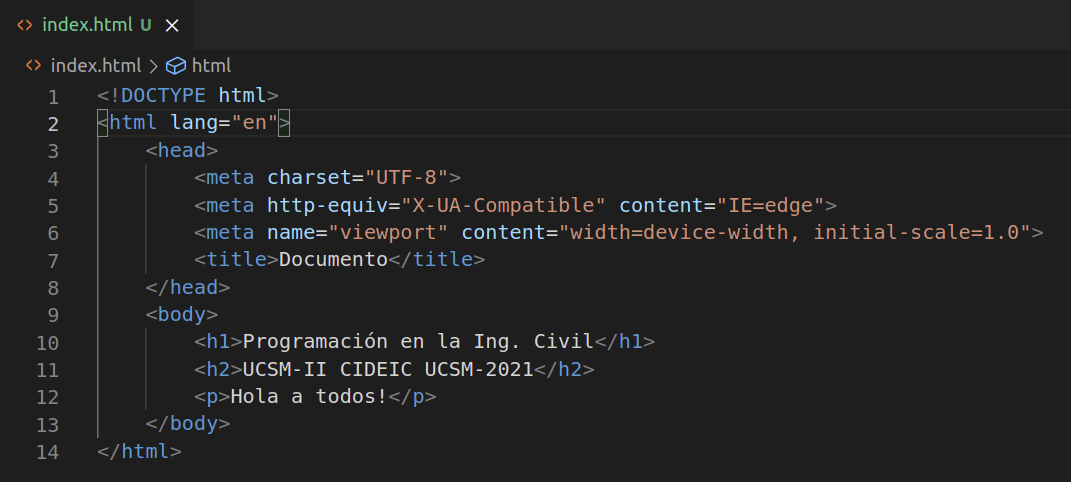 index.html U
index.html > html
1 <!DOCTYPE html>
2 <html lang="en">
3     <head>
4         <meta charset="UTF-8">
5         <meta http-equiv="X-UA-Compatible" content="IE=edge">
6         <meta name="viewport" content="width=device-width, initial-scale=1.0">
7         <title>Documento</title>
8     </head>
9     <body>
10         <h1>Programación en la Ing. Civil</h1>
11         <h2>UCSM-II CIDEIC UCSM-2021</h2>
12         <p>Hola a todos!</p>
13     </body>
14 </html>